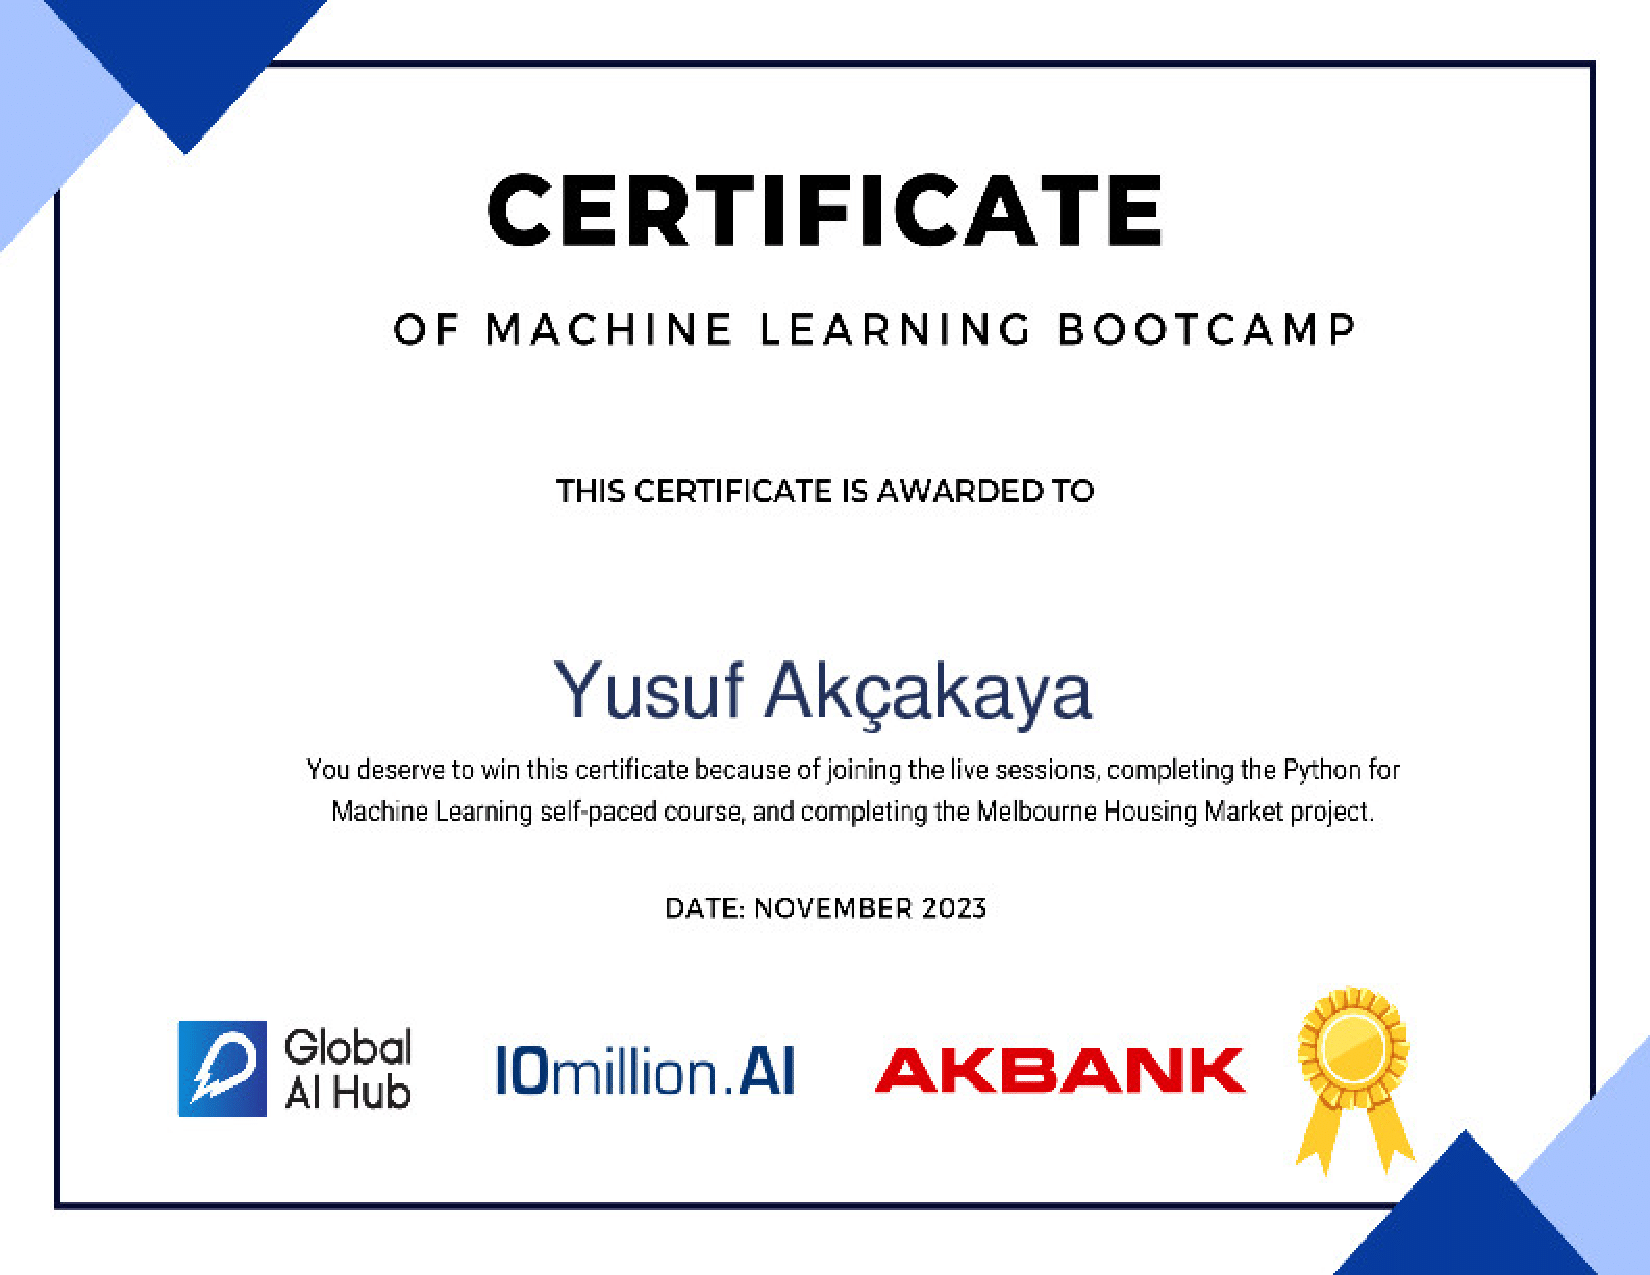 CERTIFICATE
OF MACHINE LEARNING BOOTCAMP
THIS CERTIFICATE IS AWARDED TO
Yusuf Akçakaya
You deserve to win this certificate because of joining the live sessions, completing the Python for
Machine Learning self-paced course, and completing the Melbourne Housing Market project.
DATE: NOVEMBER 2023
Global
AI Hub
10million.AI
AKBANK